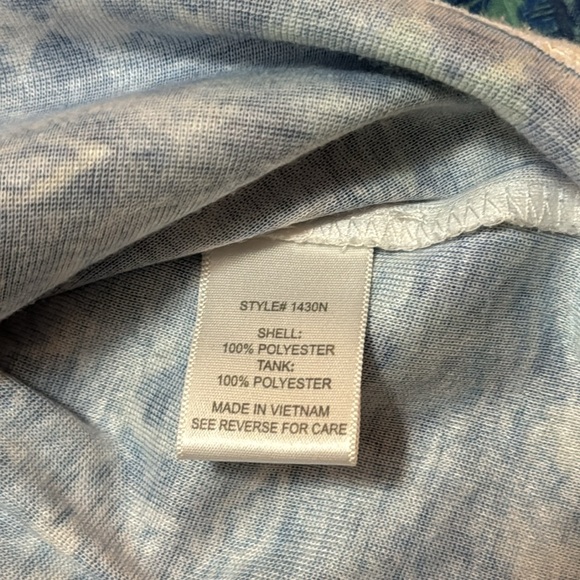 STYLE# 1430N
SHELL:
100% POLYESTER
TANK:
100% POLYESTER
MADE IN VIETNAM
SEE REVERSE FOR CARE